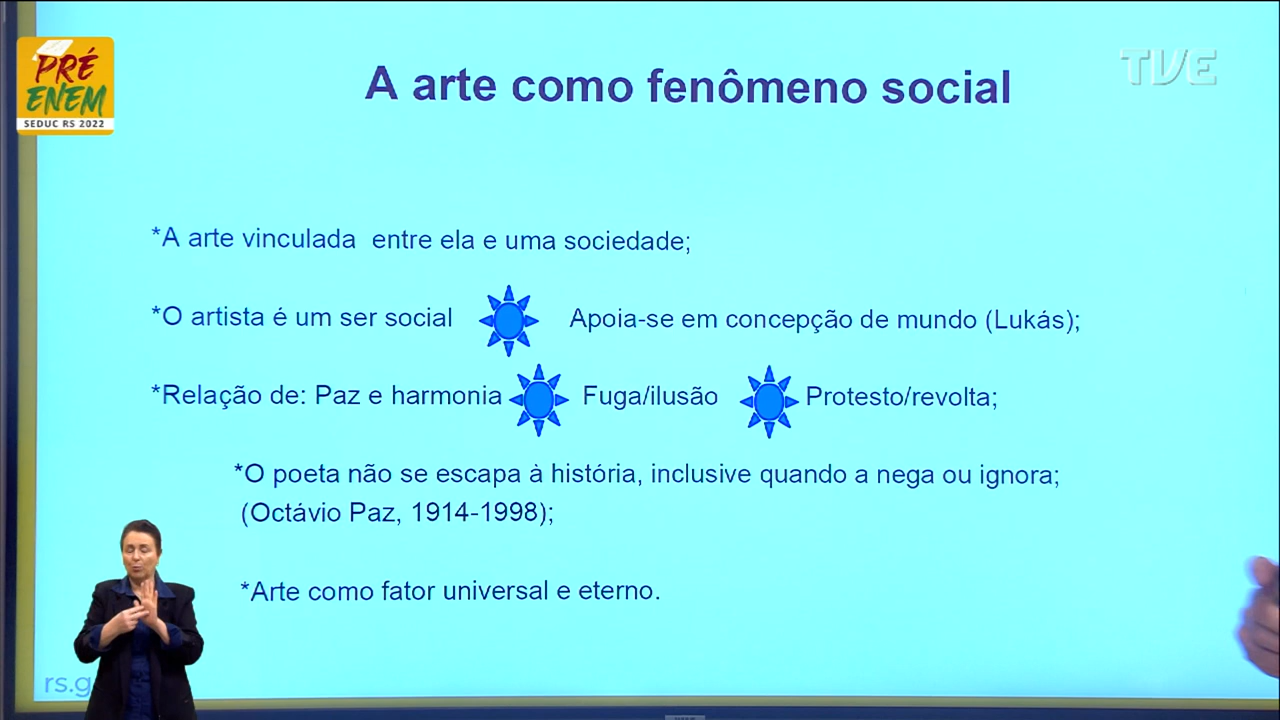 PRÉ
ENEM
SEDUC RS 2022
TVE
A arte como fenômeno social
*A arte vinculada entre ela e uma sociedade;
*O artista é um ser social Apoia-se em concepção de mundo (Lukás);
*Relação de: Paz e harmonia Fuga/ilusão Protesto/revolta;
*O poeta não se escapa à história, inclusive quando a nega ou ignora;
(Octávio Paz, 1914-1998);
*Arte como fator universal e eterno.
rs.g